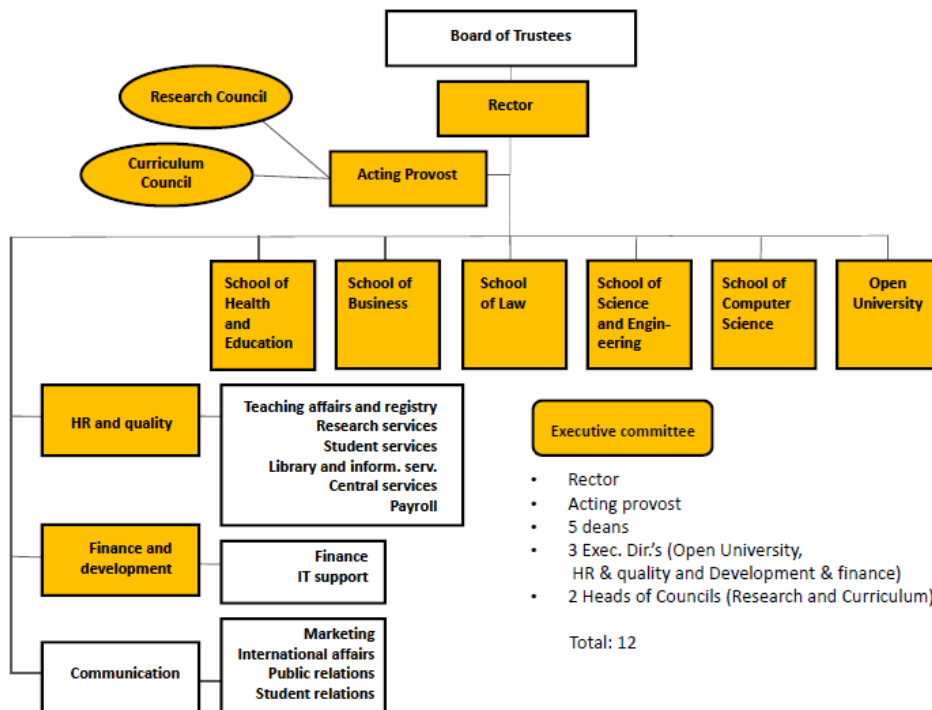 Board of Trustees
Research Council
Rector
Curriculum
Council
Acting Provost
School of
Health
and
Education
School of
Business
School
of Law
School of
Science
and Engin-
eering
School of
Computer
Science
Open
University
HR and quality
Teaching affairs and registry
Research services
Student services
Library and inform. serv.
Central services
Payroll
Executive committee
• Rector
• Acting provost
• 5 deans
• 3 Exec. Dir.'s (Open University,
HR & quality and Development & finance)
• 2 Heads of Councils (Research and Curriculum)
Total: 12
Finance and
development
Finance
IT support
Communication
Marketing
International affairs
Public relations
Student relations